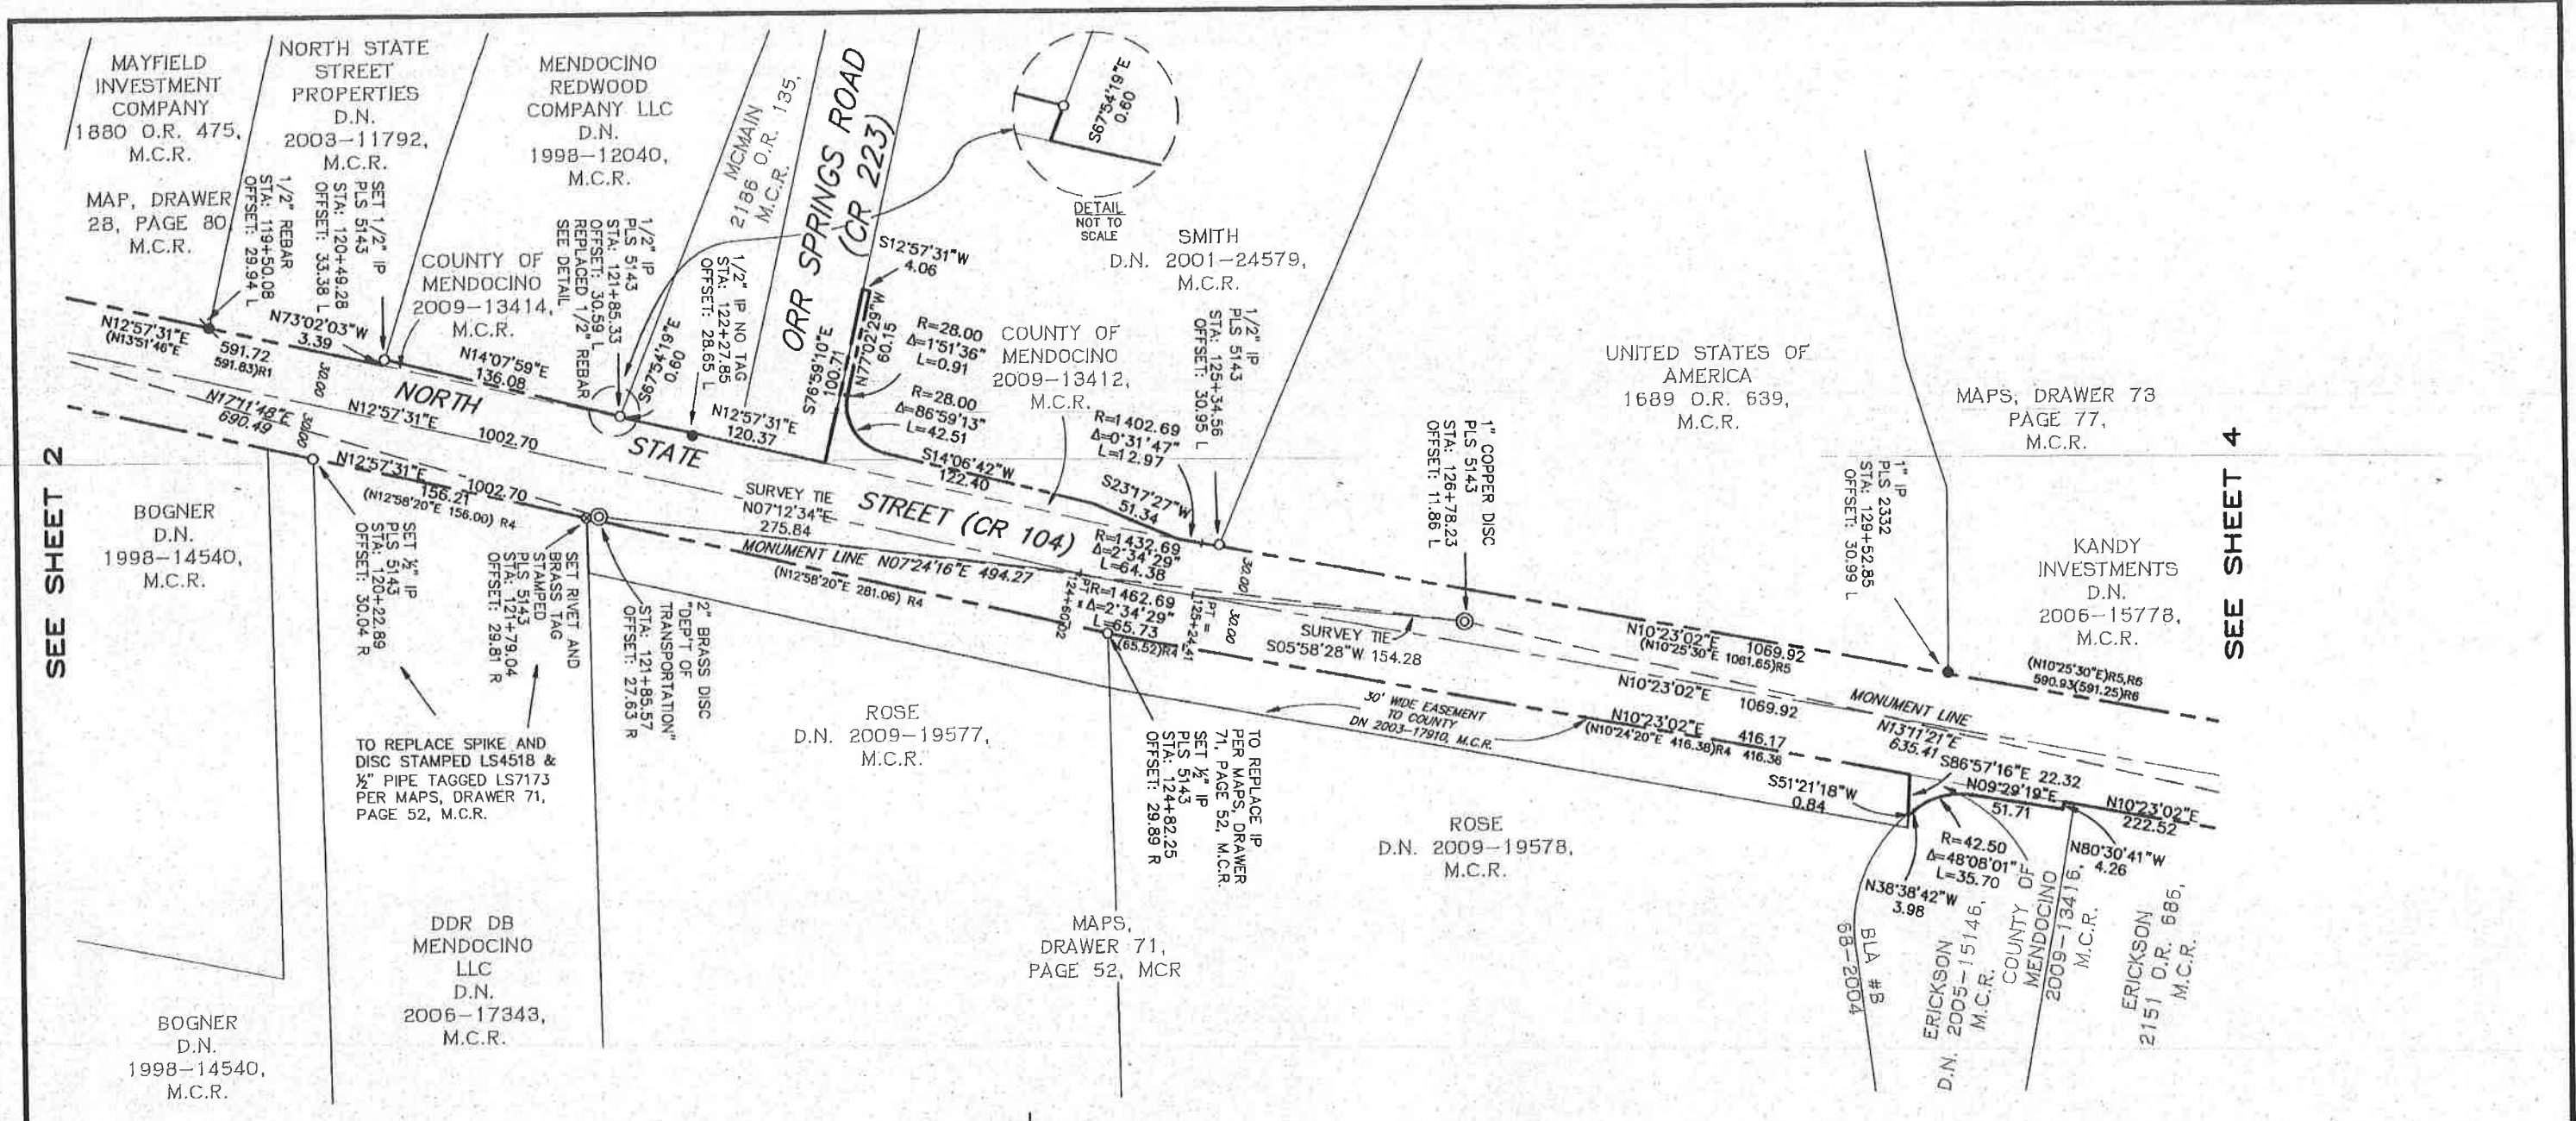 MAYFIELD
INVESTMENT
COMPANY
1880 O.R. 475,
M.C.R.
MAP, DRAWER
28, PAGE 80
M.C.R.
NORTH STATE
STREET
PROPERTIES
D.N.
2003-11792,
M.C.R.
MENDOCINO
REDWOOD
COMPANY LLC
D.N.
1998-12040,
M.C.R.
MCMAIN
2186 O.R. 135,
M.C.R.
ORR SPRINGS ROAD
(CR 223)
S67°54'19"E
0.60
DETAIL
NOT TO
SCALE
SMITH
D.N. 2001-24579,
M.C.R.
1/2" REBAR
STA: 119+50.08
OFFSET: 29.94 L
SET 1/2" IP
PLS 5143
STA: 120+49.28
OFFSET: 33.38 L
COUNTY OF
MENDOCINO
2009-13414,
M.C.R.
1/2" IP
PLS 5143
STA: 121+85.33
OFFSET: 30.59 L
REPLACED 1/2" REBAR
SEE DETAIL
1/2" IP NO TAG
STA: 122+27.85
OFFSET: 28.65 L
S12°57'31"W
4.06
N77°02'29"W
60.15
S76°59'10"E
100.71
R=28.00
Δ=1°51'36"
L=0.91
R=28.00
Δ=86°59'13"
L=42.51
COUNTY OF
MENDOCINO
2009-13412,
M.C.R.
R=1402.69
Δ=0°31'47"
L=12.97
1/2" IP
PLS 5143
STA: 125+34.56
OFFSET: 30.95 L
1" COPPER DISC
PLS 5143
STA: 126+78.23
OFFSET: 11.86 L
UNITED STATES OF
AMERICA
1689 O.R. 639,
M.C.R.
MAPS, DRAWER 73
PAGE 77,
M.C.R.
1" IP
PLS 2332
STA: 129+52.85
OFFSET: 30.99 L
KANDY
INVESTMENTS
D.N.
2006-15778,
M.C.R.
SEE SHEET 2
SEE SHEET 4
N12°57'31"E
(N13°51'46"E
591.72
591.83)R1
N73°02'03"W
3.39
30.00
N14°07'59"E
136.08
S67°54'19"E
0.60
N12°57'31"E
120.37
NORTH
STATE
STREET (CR 104)
N17°11'48"E
690.49
N12°57'31"E 1002.70
30.00
N12°57'31"E
156.21
1002.70
(N12°58'20"E 156.00) R4
SURVEY TIE
N07°12'34"E
275.84
MONUMENT LINE N07°24'16"E 494.27
(N12°58'20"E 281.06) R4
S14°06'42"W
122.40
S23°17'27"W
51.34
R=1432.69
Δ=2°34'29"
L=64.38
124+60.02
R=1462.69
Δ=2°34'29"
L=65.73
(65.52)R4
PT =
125+24.41
30.00
30.00
SURVEY TIE
S05°58'28"W 154.28
N10°23'02"E 1069.92
(N10°25'30"E 1061.65)R5
N10°23'02"E 1069.92
MONUMENT LINE
N13°11'21"E
635.41
(N10°25'30"E)R5,R6
590.93(591.25)R6
30' WIDE EASEMENT
TO COUNTY
DN 2003-17910, M.C.R.
N10°23'02"E 416.17
(N10°24'20"E 416.38)R4 416.36
S86°57'16"E 22.32
S51°21'18"W
0.84
N09°29'19"E
51.71
N10°23'02"E
222.52
R=42.50
Δ=48°08'01"
L=35.70
N80°30'41"W
4.26
N38°38'42"W
3.98
BOGNER
D.N.
1998-14540,
M.C.R.
SET ½" IP
PLS 5143
STA: 120+22.89
OFFSET: 30.04 R
SET RIVET AND
BRASS TAG
STAMPED
PLS 5143
STA: 121+79.04
OFFSET: 29.81 R
2" BRASS DISC
"DEP'T OF
TRANSPORTATION"
STA: 121+85.57
OFFSET: 27.63 R
TO REPLACE SPIKE AND
DISC STAMPED LS4518 &
½" PIPE TAGGED LS7173
PER MAPS, DRAWER 71,
PAGE 52, M.C.R.
ROSE
D.N. 2009-19577,
M.C.R.
TO REPLACE IP
PER MAPS, DRAWER
71, PAGE 52, M.C.R.
SET ½" IP
PLS 5143
STA: 124+82.25
OFFSET: 29.89 R
ROSE
D.N. 2009-19578,
M.C.R.
DDR DB
MENDOCINO
LLC
D.N.
2006-17343,
M.C.R.
MAPS,
DRAWER 71,
PAGE 52, MCR
BOGNER
D.N.
1998-14540,
M.C.R.
BLA #B
68-2004
ERICKSON
D.N. 2005-15146,
M.C.R.
COUNTY OF
MENDOCINO
2009-13416,
M.C.R.
ERICKSON
2151 O.R. 686,
M.C.R.